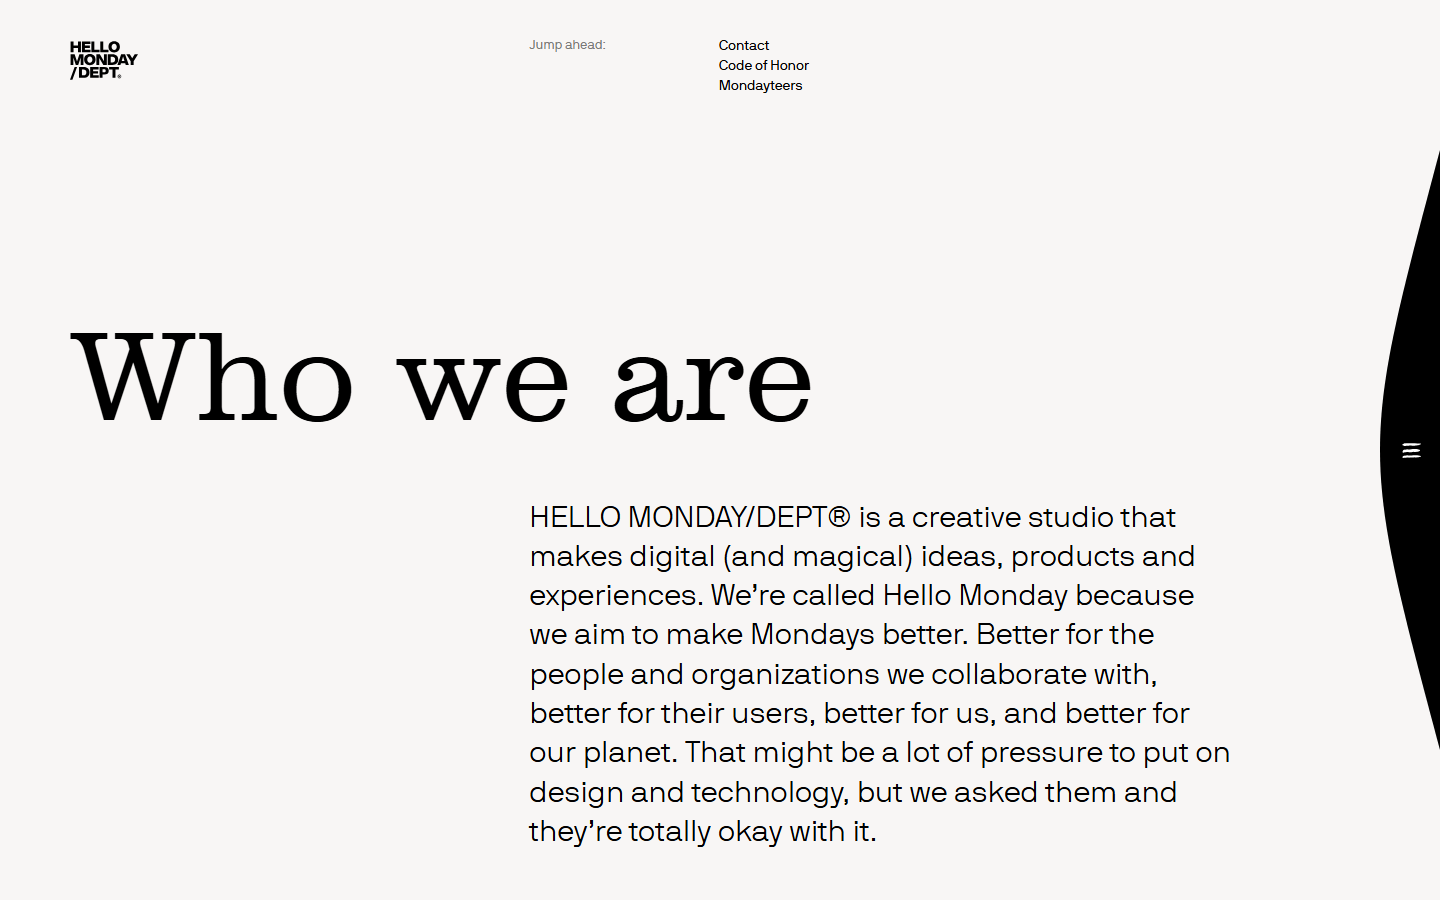 HELLO
MONDAY
/DEPT®
Jump ahead:
Contact
Code of Honor
Mondayteers
Who we are
HELLO MONDAY/DEPT® is a creative studio that
makes digital (and magical) ideas, products and
experiences. We’re called Hello Monday because
we aim to make Mondays better. Better for the
people and organizations we collaborate with,
better for their users, better for us, and better for
our planet. That might be a lot of pressure to put on
design and technology, but we asked them and
they’re totally okay with it.